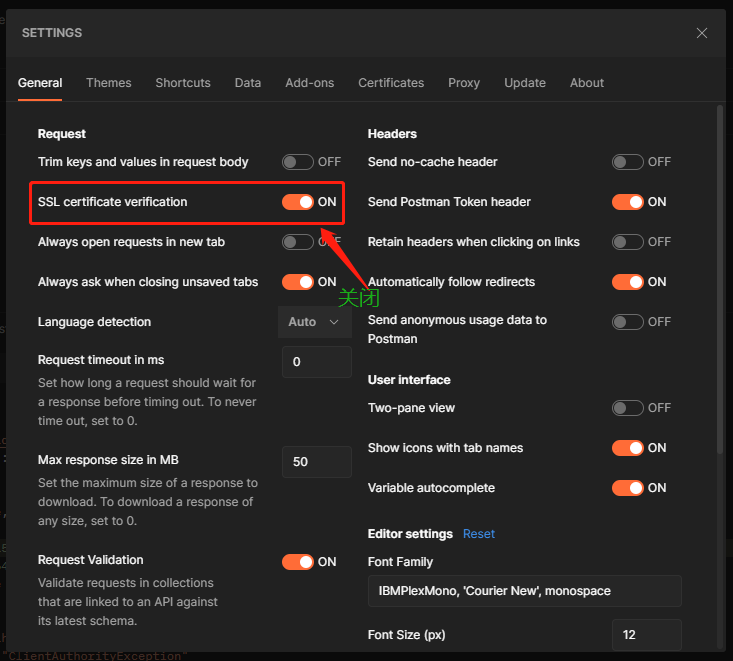 SETTINGS
General Themes Shortcuts Data Add-ons Certificates Proxy Update About
Request
Trim keys and values in request body OFF
SSL certificate verification ON
Always open requests in new tab OFF
Always ask when closing unsaved tabs ON
关闭
Language detection Auto
Request timeout in ms 0
Set how long a request should wait for
a response before timing out. To never
time out, set to 0.
Max response size in MB 50
Set the maximum size of a response to
download. To download a response of
any size, set to 0.
Request Validation ON
Validate requests in collections
that are linked to an API against
its latest schema.
Headers
Send no-cache header OFF
Send Postman Token header ON
Retain headers when clicking on links OFF
Automatically follow redirects ON
Send anonymous usage data to
Postman OFF
User interface
Two-pane view OFF
Show icons with tab names ON
Variable autocomplete ON
Editor settings Reset
Font Family
IBMPlexMono, 'Courier New', monospace
Font Size (px) 12
"ClientAuthorityException"